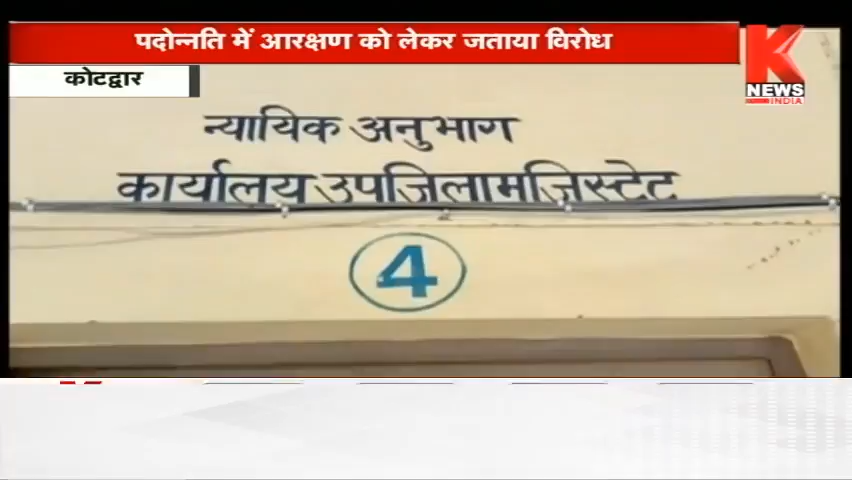 पदोन्नति में आरक्षण को लेकर जताया विरोध
कोटद्वार
K
NEWS
INDIA
न्यायिक अनुभाग
कार्यालय उपजिलामजिस्ट्रेट
4